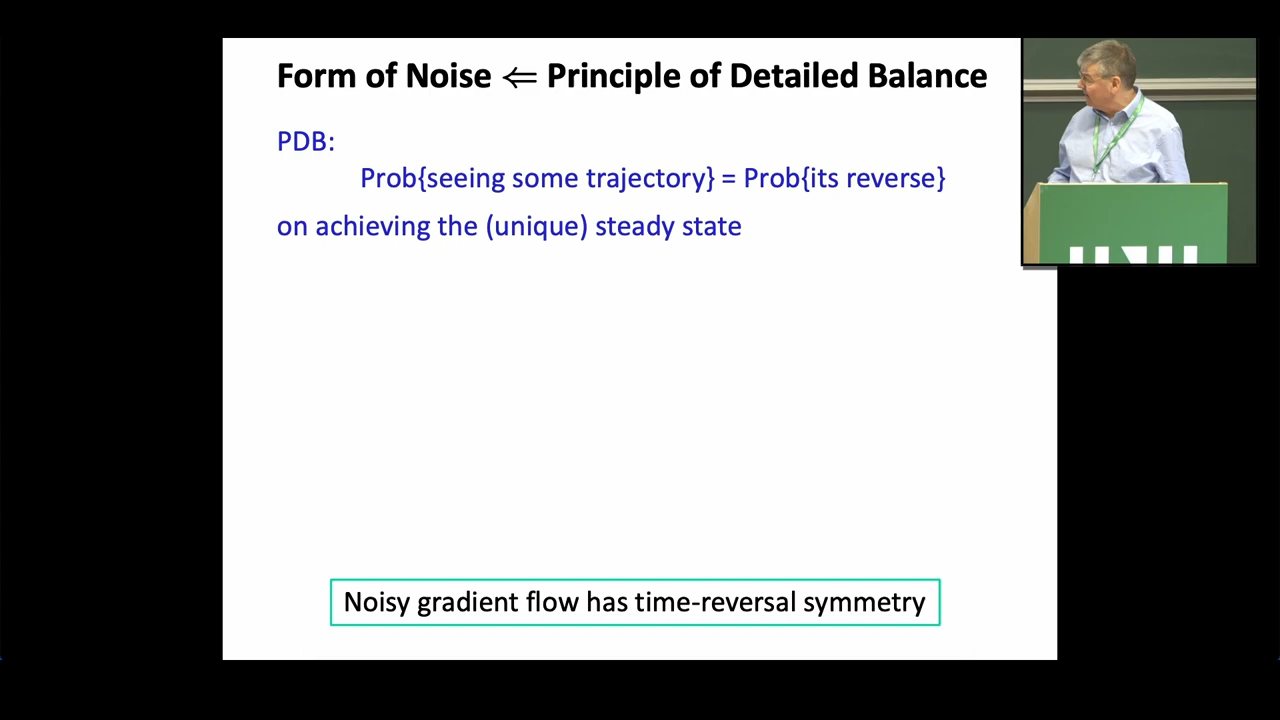 Form of Noise ⇐ Principle of Detailed Balance
PDB:
Prob{seeing some trajectory} = Prob{its reverse}
on achieving the (unique) steady state
Noisy gradient flow has time-reversal symmetry